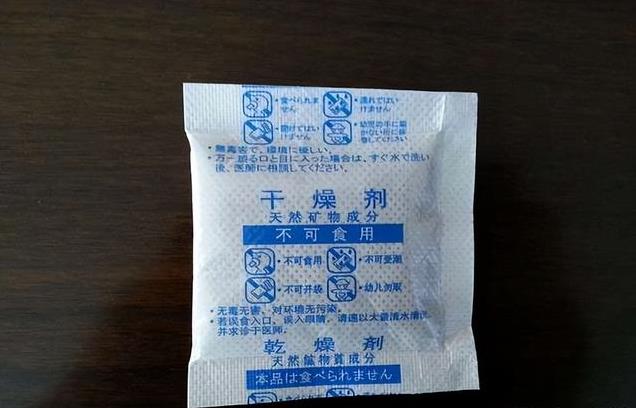 ・食べられません ・濡れてはいけません
・開けてはいけません ・幼児の手に届かない所に保管してください
・無毒害で、環境に優しい。
・万一誤る口と目に入った場合は、すぐ水で洗い
後、医師に相談してください。
干燥剂
天然矿物成分
不可食用
・不可食用 ・不可受潮
・不可开袋 ・幼儿勿取
・无毒无害、对环境无污染。
・若误食入口、误入眼睛，请速以大量清水清洗
并求诊于医师。
乾燥剤
天然鉱物質成分
本品は食べられません